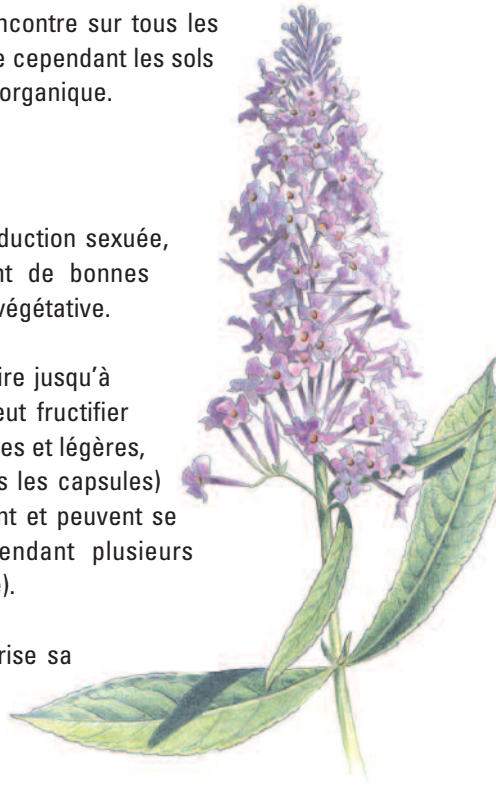 ncontre sur tous les
e cependant les sols
organique.
duction sexuée,
nt de bonnes
végétative.
ire jusqu'à
eut fructifier
es et légères,
s les capsules)
nt et peuvent se
endant plusieurs
).
rise sa